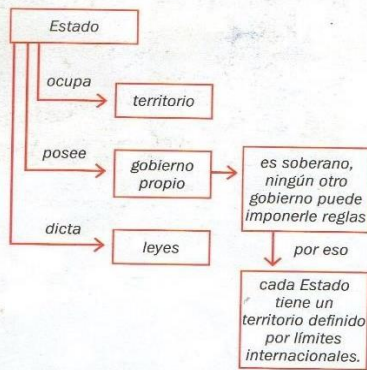 Estado
ocupa
territorio
posee
gobierno
propio
es soberano,
ningún otro
gobierno puede
imponerle reglas
dicta
leyes
por eso
cada Estado
tiene un
territorio definido
por límites
internacionales.